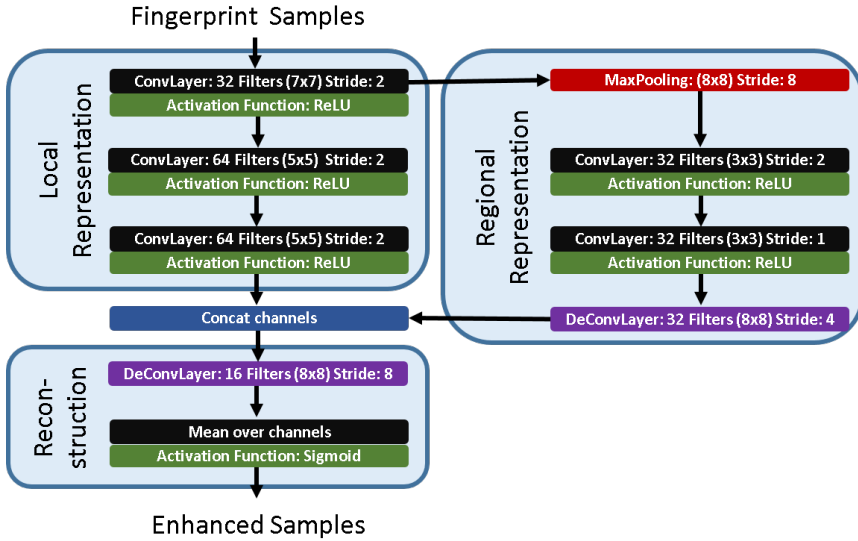 Fingerprint Samples
Local
Representation
ConvLayer: 32 Filters (7x7) Stride: 2
Activation Function: ReLU
ConvLayer: 64 Filters (5x5) Stride: 2
Activation Function: ReLU
ConvLayer: 64 Filters (5x5) Stride: 2
Activation Function: ReLU
Regional
Representation
MaxPooling: (8x8) Stride: 8
ConvLayer: 32 Filters (3x3) Stride: 2
Activation Function: ReLU
ConvLayer: 32 Filters (3x3) Stride: 1
Activation Function: ReLU
DeConvLayer: 32 Filters (8x8) Stride: 4
Concat channels
Recon-
struction
DeConvLayer: 16 Filters (8x8) Stride: 8
Mean over channels
Activation Function: Sigmoid
Enhanced Samples